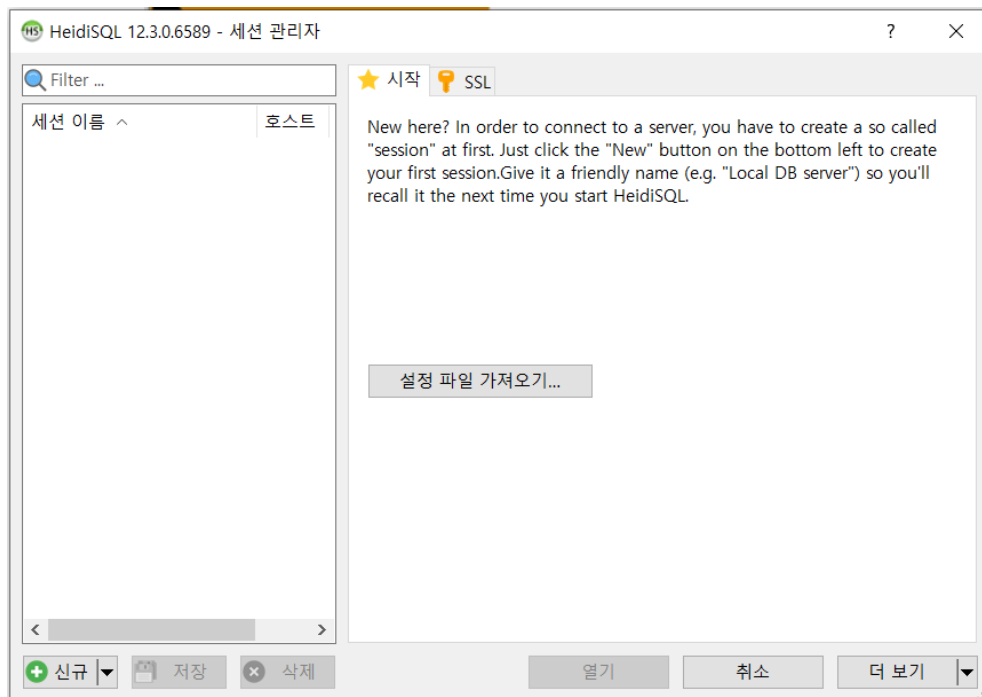 HS HeidiSQL 12.3.0.6589 - 세션 관리자 ?
Filter ...
세션 이름 호스트
시작 SSL
New here? In order to connect to a server, you have to create a so called
"session" at first. Just click the "New" button on the bottom left to create
your first session.Give it a friendly name (e.g. "Local DB server") so you'll
recall it the next time you start HeidiSQL.
설정 파일 가져오기...
신규 저장 삭제 열기 취소 더 보기